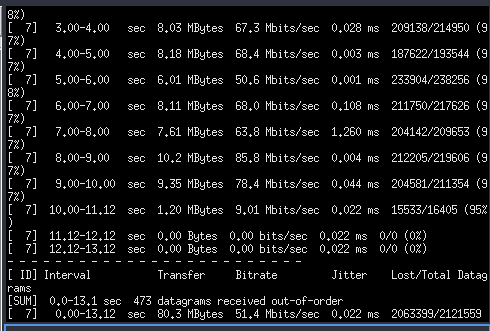 8%)
[  7]   3.00-4.00   sec  8.03 MBytes  67.3 Mbits/sec  0.028 ms  209138/214950 (9
7%)
[  7]   4.00-5.00   sec  8.18 MBytes  68.4 Mbits/sec  0.003 ms  187622/193544 (9
7%)
[  7]   5.00-6.00   sec  6.01 MBytes  50.6 Mbits/sec  0.001 ms  233904/238256 (9
8%)
[  7]   6.00-7.00   sec  8.11 MBytes  68.0 Mbits/sec  0.108 ms  211750/217626 (9
7%)
[  7]   7.00-8.00   sec  7.61 MBytes  63.8 Mbits/sec  1.260 ms  204142/209653 (9
7%)
[  7]   8.00-9.00   sec  10.2 MBytes  85.8 Mbits/sec  0.004 ms  212205/219606 (9
7%)
[  7]   9.00-10.00  sec  9.35 MBytes  78.4 Mbits/sec  0.044 ms  204581/211354 (9
7%)
[  7]  10.00-11.12  sec  1.20 MBytes  9.01 Mbits/sec  0.022 ms  15533/16405 (95%
)
[  7]  11.12-12.12  sec  0.00 Bytes  0.00 bits/sec  0.022 ms  0/0 (0%)
[  7]  12.12-13.12  sec  0.00 Bytes  0.00 bits/sec  0.022 ms  0/0 (0%)
- - - - - - - - - - - - - - - - - - - - - - - - -
[ ID] Interval           Transfer     Bitrate         Jitter    Lost/Total Datag
rams
[SUM]  0.0-13.1 sec  473 datagrams received out-of-order
[  7]   0.00-13.12  sec  80.3 MBytes  51.4 Mbits/sec  0.022 ms  2063399/2121559